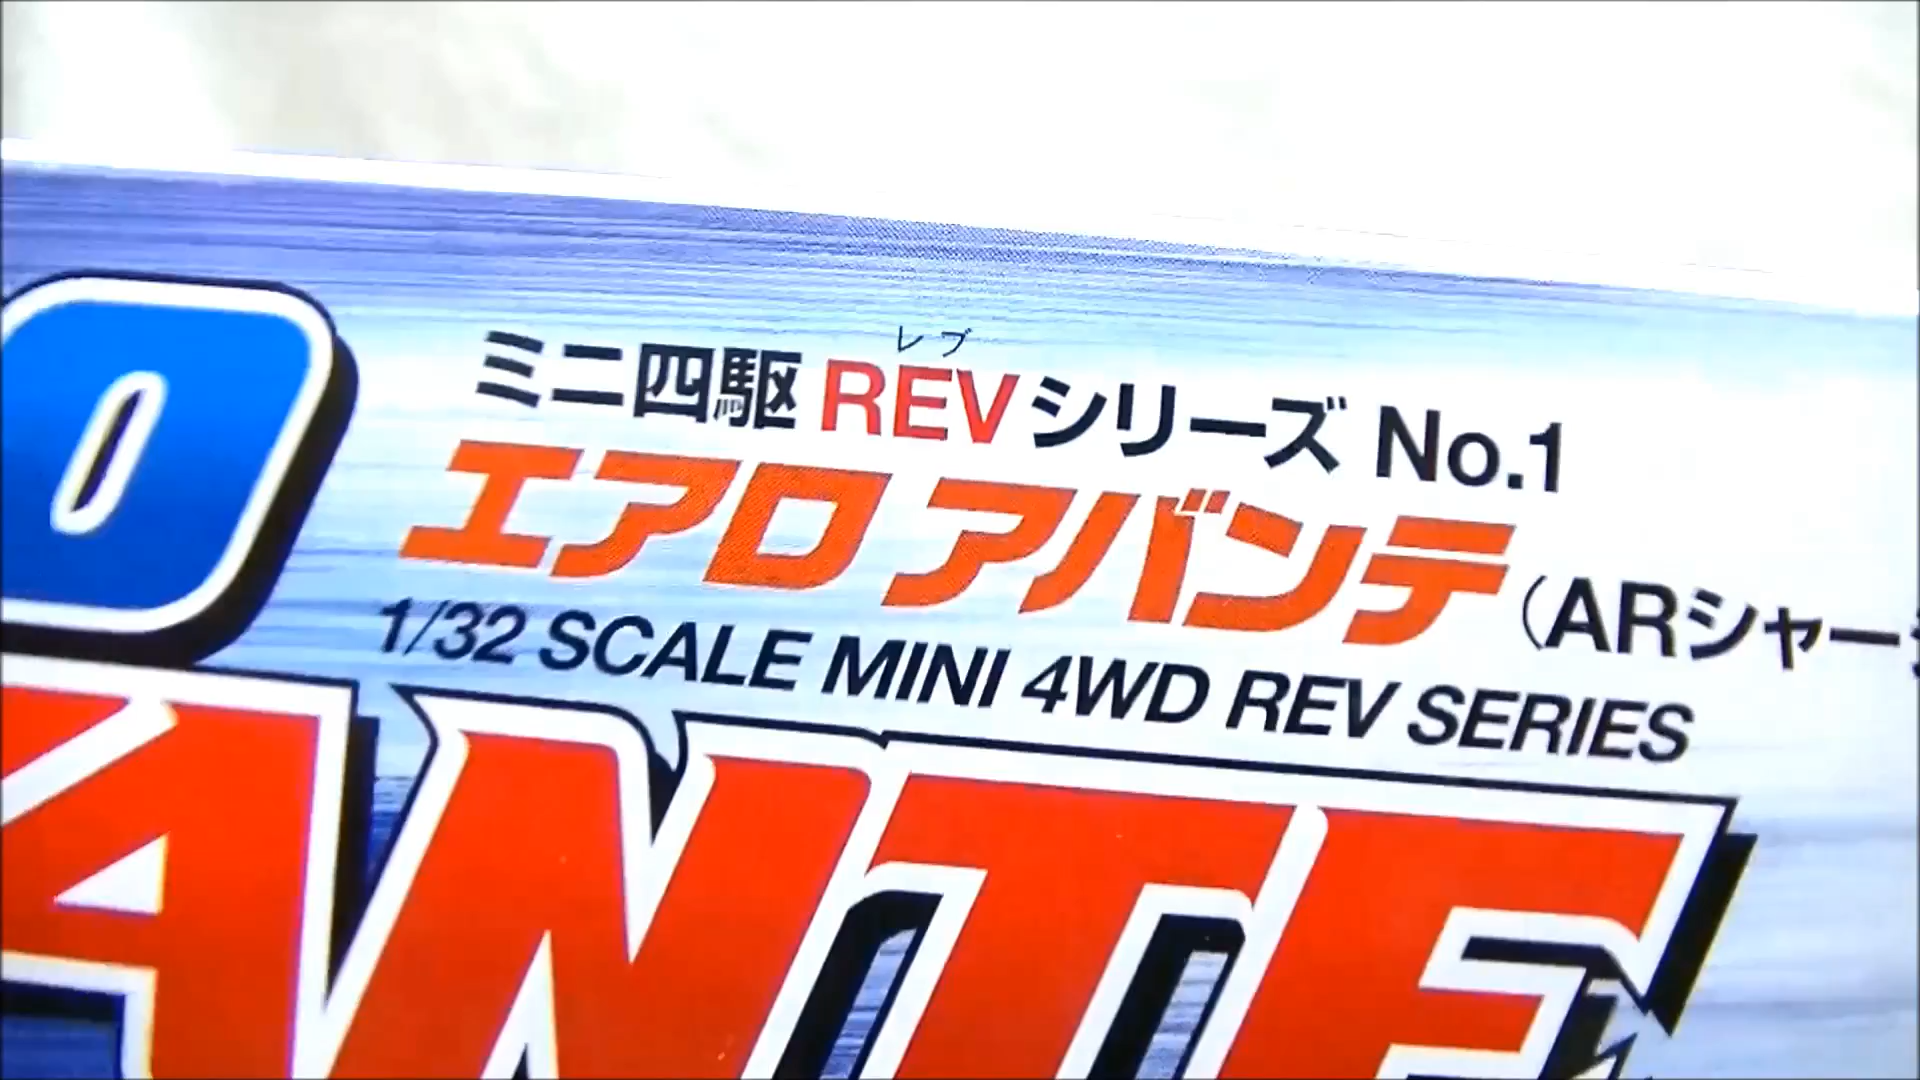 レブ
ミニ四駆 REVシリーズ No.1
エアロ アバンテ (ARシャー
1/32 SCALE MINI 4WD REV SERIES
O
ANTE